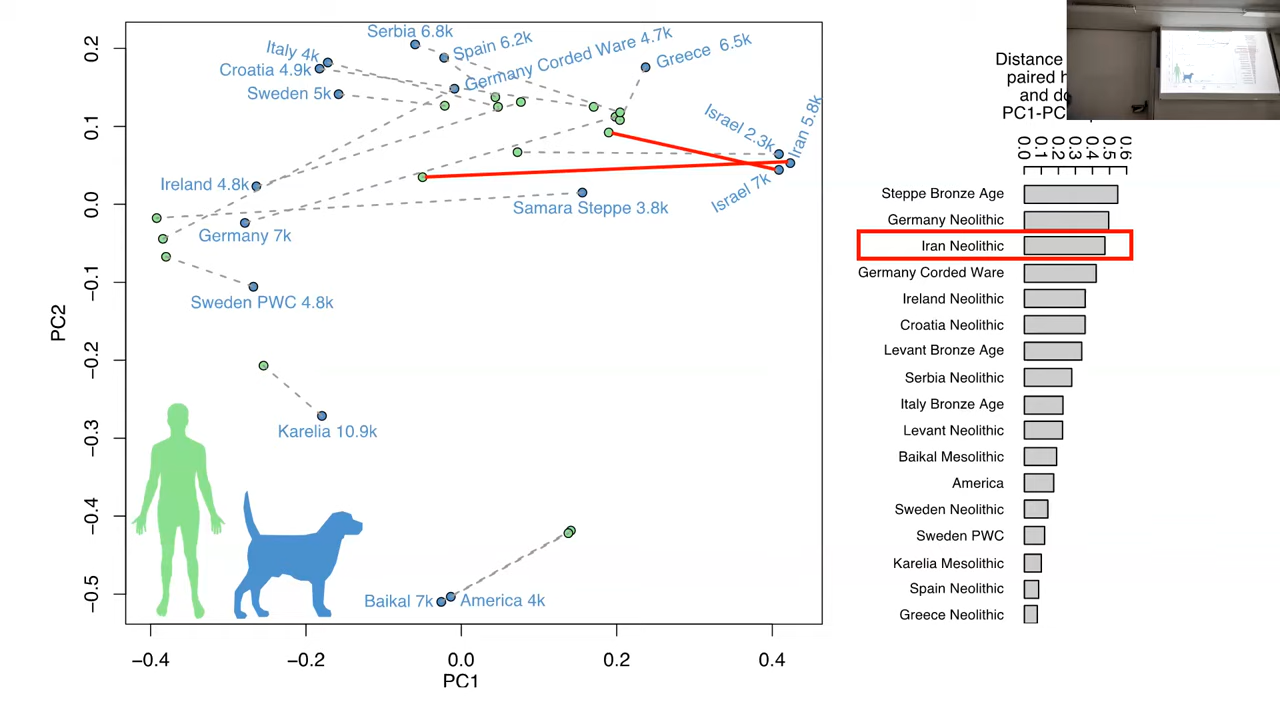 Serbia 6.8k
Italy 4k
Spain 6.2k
Germany Corded Ware 4.7k
Greece 6.5k
Croatia 4.9k
Sweden 5k
Israel 2.3k
Iran 5.8k
Ireland 4.8k
Israel 7k
Samara Steppe 3.8k
Germany 7k
Sweden PWC 4.8k
Karelia 10.9k
Baikal 7k
America 4k
PC2
0.2
0.1
0.0
−0.1
−0.2
−0.3
−0.4
−0.5
−0.4
−0.2
0.0
0.2
0.4
PC1
Distance
paired
and
PC1-PC
0.0
0.1
0.2
0.3
0.4
0.5
0.6
Steppe Bronze Age
Germany Neolithic
Iran Neolithic
Germany Corded Ware
Ireland Neolithic
Croatia Neolithic
Levant Bronze Age
Serbia Neolithic
Italy Bronze Age
Levant Neolithic
Baikal Mesolithic
America
Sweden Neolithic
Sweden PWC
Karelia Mesolithic
Spain Neolithic
Greece Neolithic